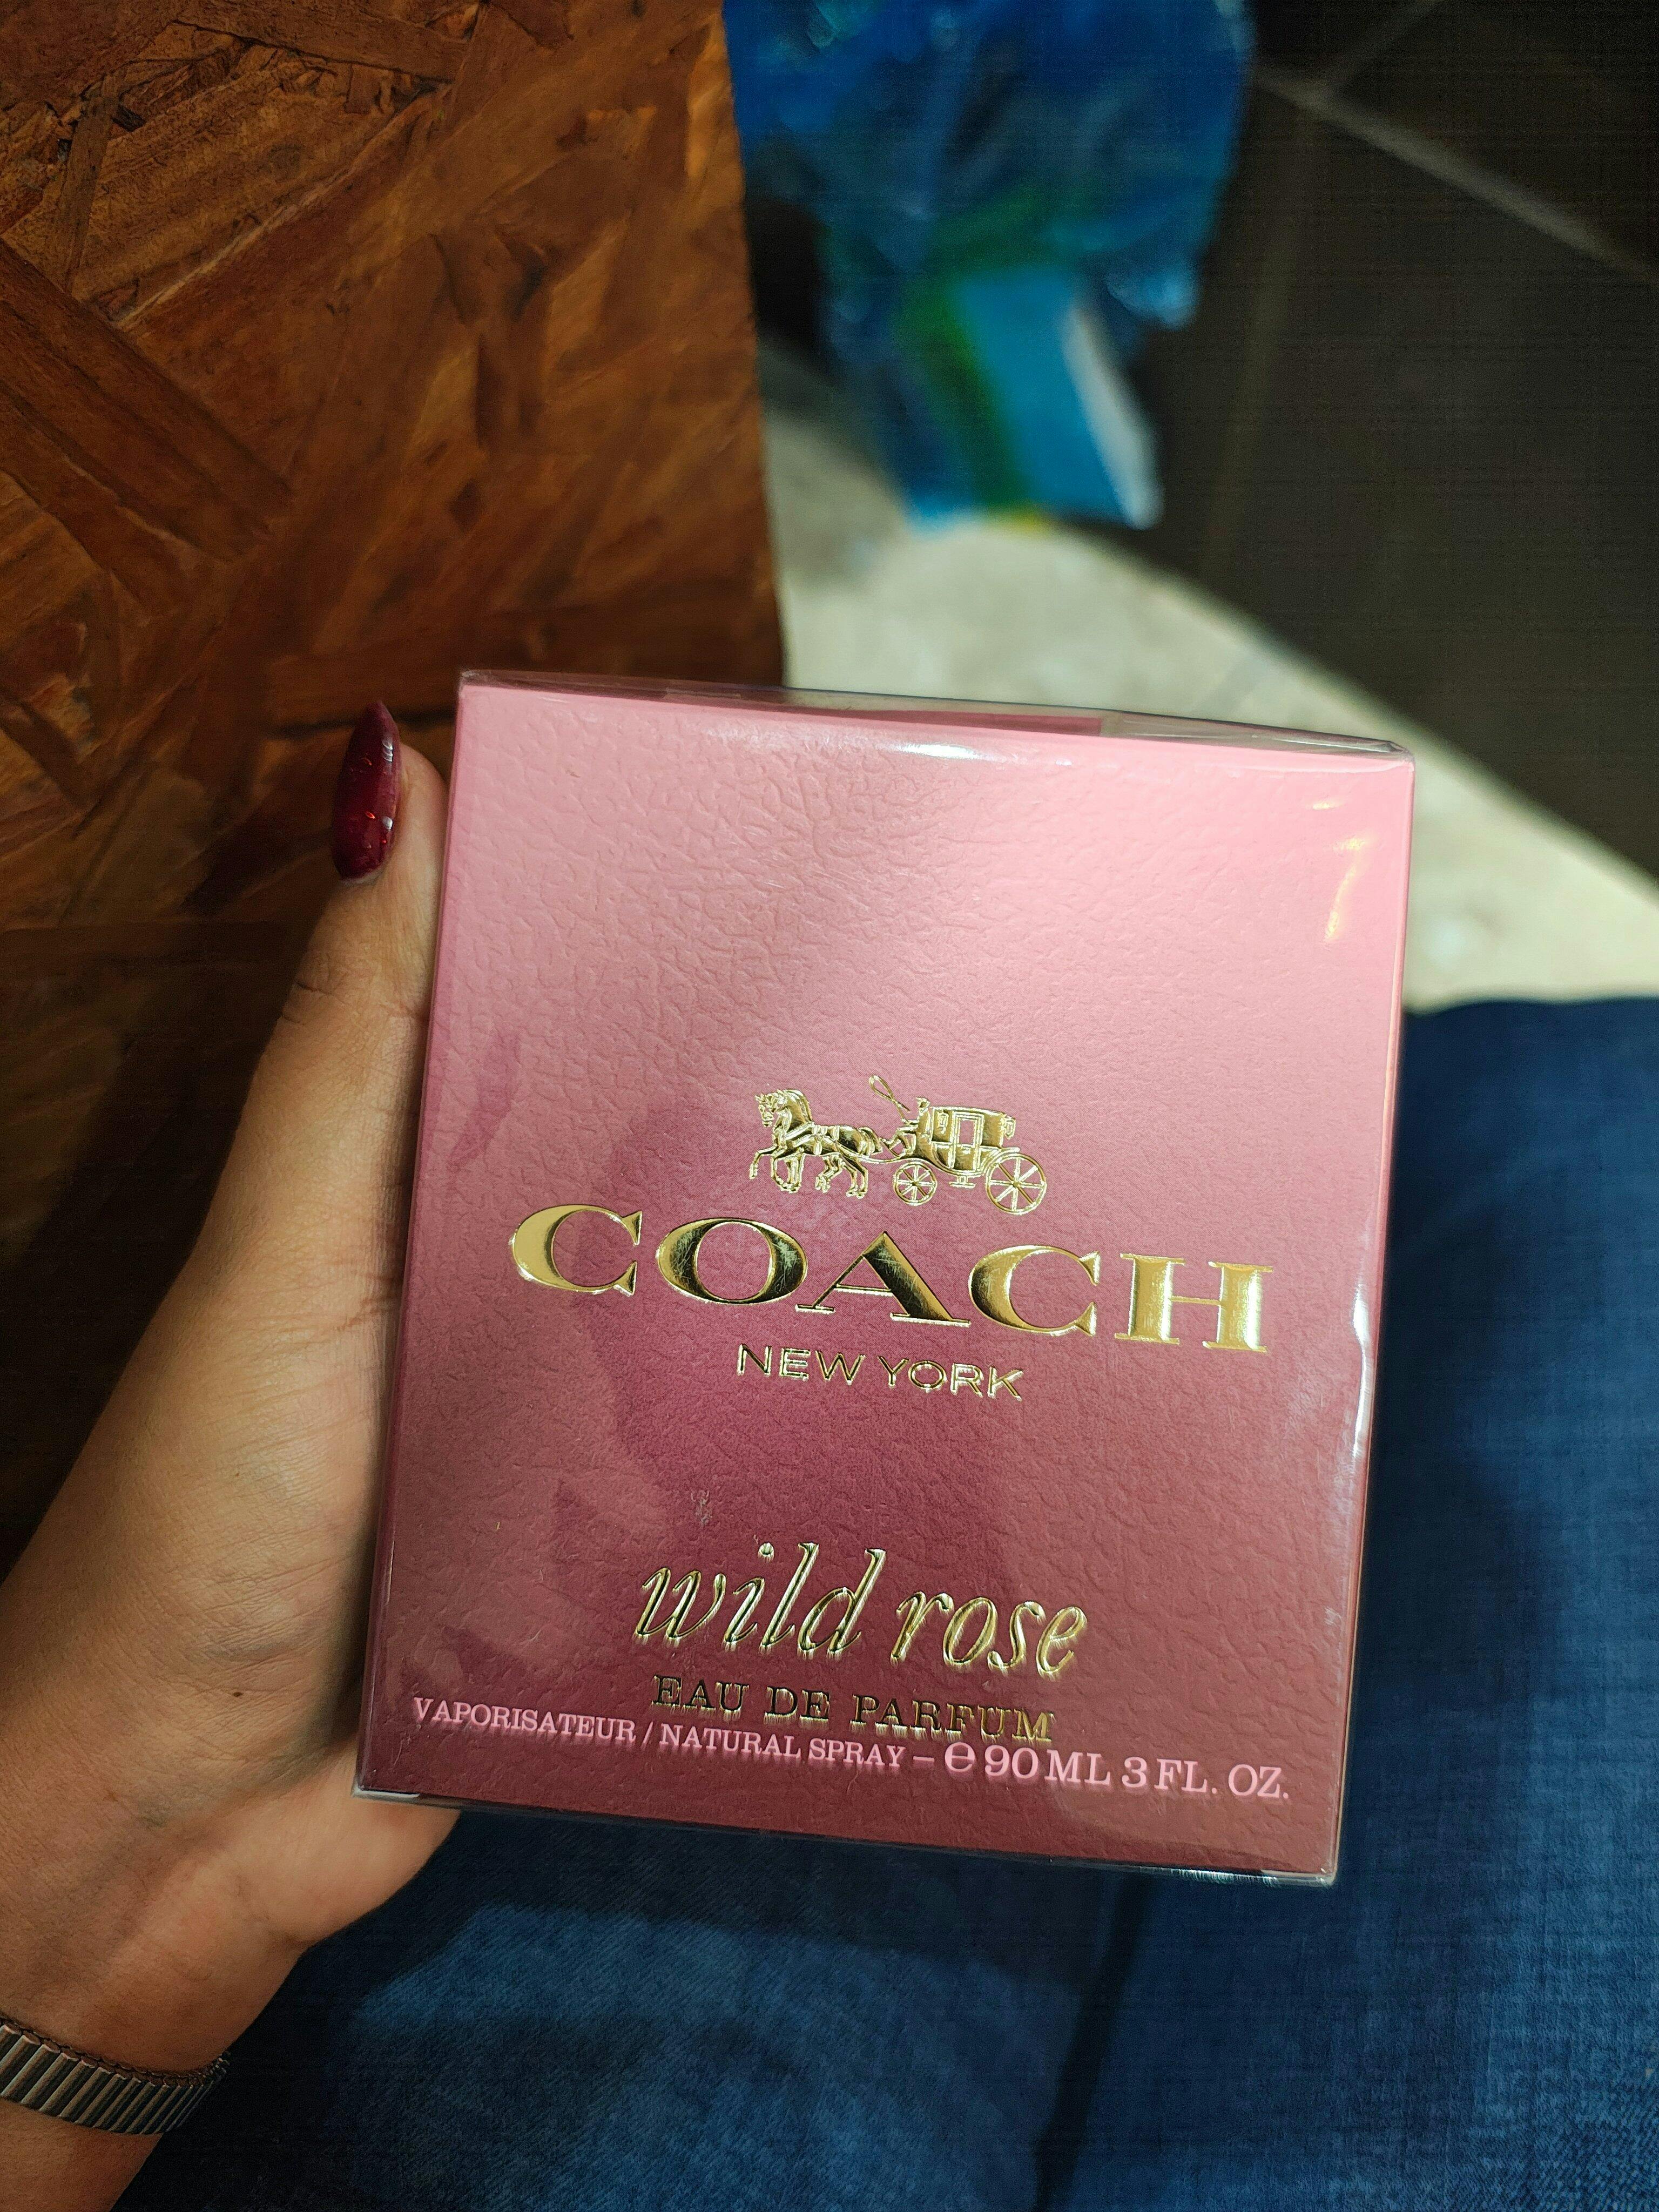 COACH
NEW YORK
wild rose
EAU DE PARFUM
VAPORISATEUR / NATURAL SPRAY – ℮ 90 ML 3 FL. OZ.